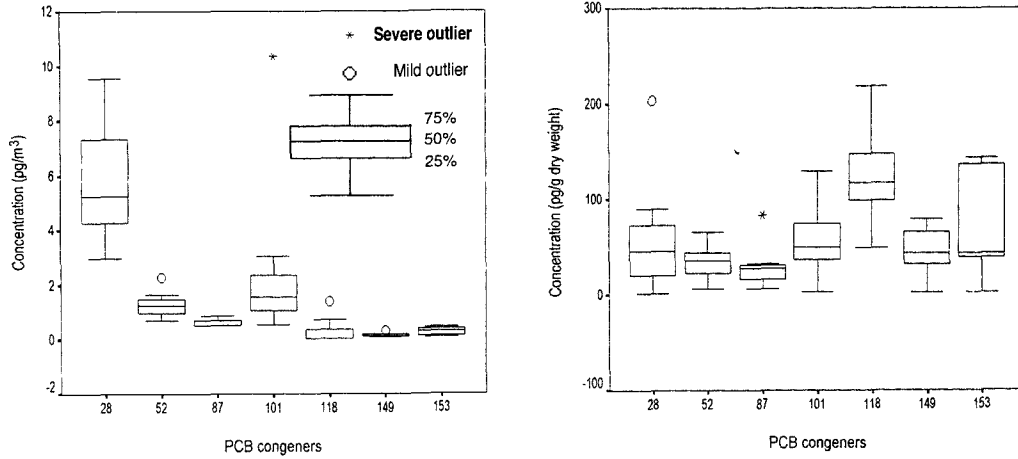 Concentration (pg/m³)
12
10
8
6
4
2
0
-2
* Severe outlier
Mild outlier
75%
50%
25%
28 52 87 101 118 149 153
PCB congeners
Concentration (pg/g dry weight)
300
200
100
0
-100
28 52 87 101 118 149 153
PCB congeners